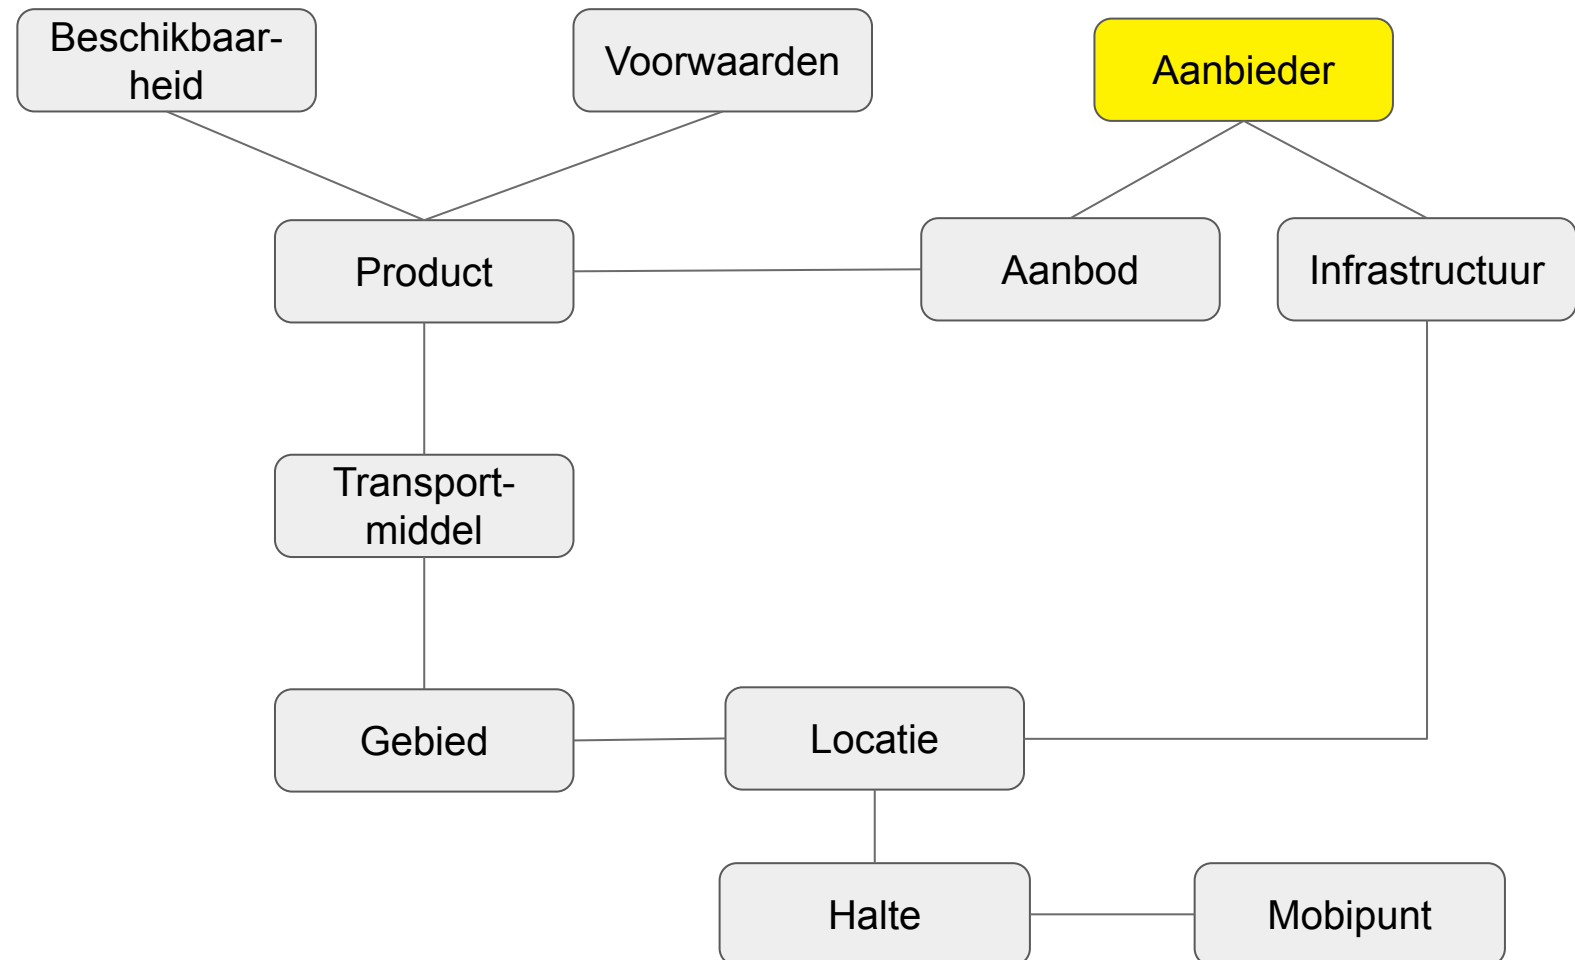 Beschikbaar-
heid
Voorwaarden
Aanbieder
Product
Aanbod
Infrastructuur
Transport-
middel
Gebied
Locatie
Halte
Mobipunt